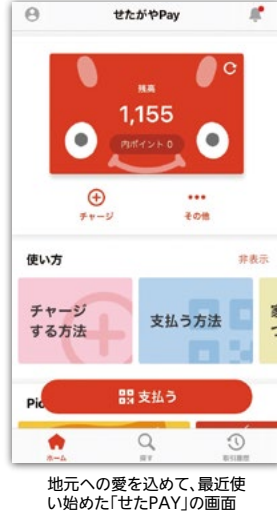 せたがやPay
残高
1,155
内ポイント 0
チャージ
その他
使い方
非表示
チャージ
する方法
支払う方法
Pic
支払う
ホーム
探す
取引履歴
地元への愛を込めて、最近使
い始めた「せたPAY」の画面